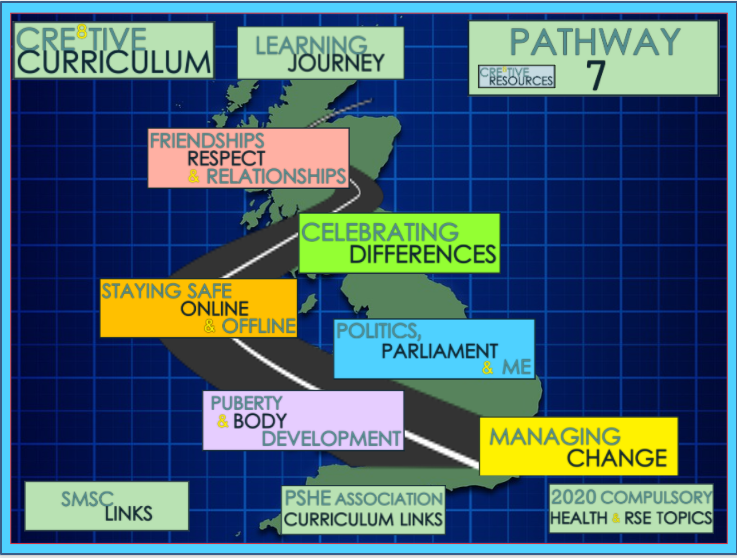 CRE8TIVE
CURRICULUM
LEARNING
JOURNEY
PATHWAY
7
CRE8TIVE
RESOURCES
FRIENDSHIPS
RESPECT
& RELATIONSHIPS
CELEBRATING
DIFFERENCES
STAYING SAFE
ONLINE
& OFFLINE
POLITICS,
PARLIAMENT
& ME
PUBERTY
& BODY
DEVELOPMENT
MANAGING
CHANGE
SMSC
LINKS
PSHE ASSOCIATION
CURRICULUM LINKS
2020 COMPULSORY
HEALTH & RSE TOPICS